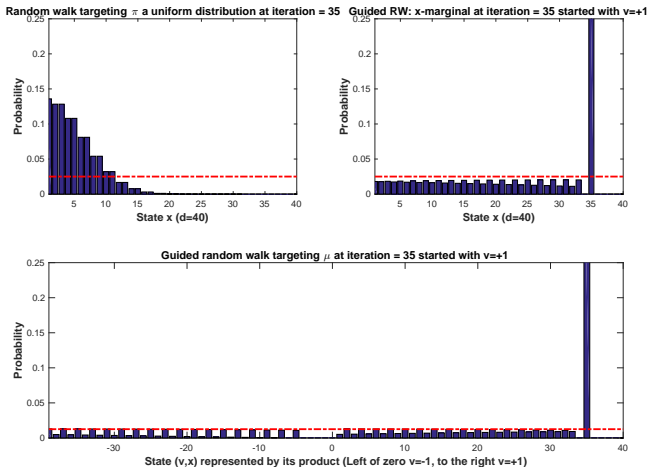 Random walk targeting π a uniform distribution at iteration = 35
Guided RW: x-marginal at iteration = 35 started with v=+1
0.25
0.2
0.15
0.1
0.05
0
Probability
5 10 15 20 25 30 35 40
State x (d=40)
0.25
0.2
0.15
0.1
0.05
0
Probability
5 10 15 20 25 30 35 40
State x (d=40)
Guided random walk targeting μ at iteration = 35 started with v=+1
0.25
0.2
0.15
0.1
0.05
0
Probability
-30 -20 -10 0 10 20 30 40
State (v,x) represented by its product (Left of zero v=-1, to the right v=+1)